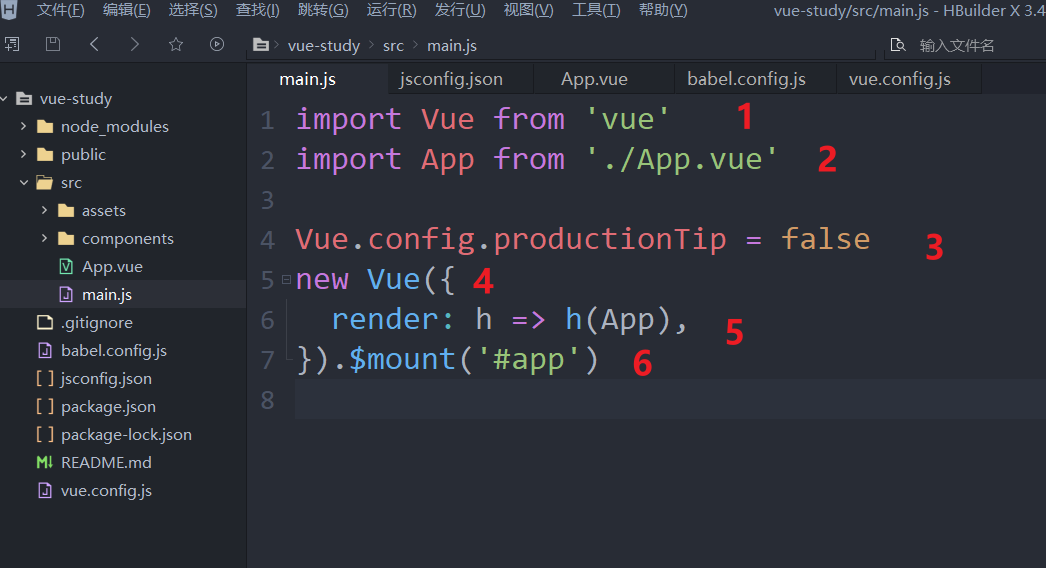 H 文件(F) 编辑(E) 选择(S) 查找(I) 跳转(G) 运行(R) 发行(U) 视图(V) 工具(T) 帮助(Y) vue-study/src/main.js - HBuilder X 3.4
vue-study src main.js 输入文件名
main.js jsconfig.json App.vue babel.config.js vue.config.js
vue-study
node_modules
public
src
assets
components
App.vue
main.js
.gitignore
babel.config.js
[ ] jsconfig.json
[ ] package.json
[ ] package-lock.json
M↓ README.md
vue.config.js
1 import Vue from 'vue' 1
2 import App from './App.vue' 2
3
4 Vue.config.productionTip = false 3
5 new Vue({ 4
6 render: h => h(App), 5
7 }).$mount('#app') 6
8